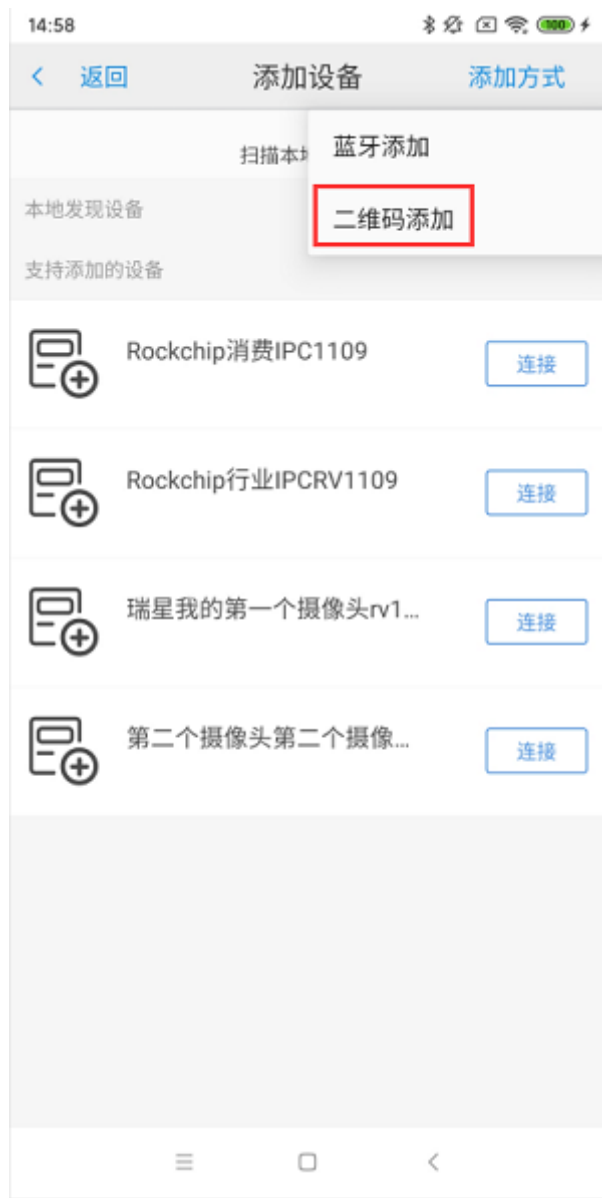 14:58
100
返回
添加设备
添加方式
蓝牙添加
扫描本
二维码添加
本地发现设备
支持添加的设备
Rockchip消费IPC1109
连接
Rockchip行业IPCRV1109
连接
瑞星我的第一个摄像头rv1...
连接
第二个摄像头第二个摄像...
连接